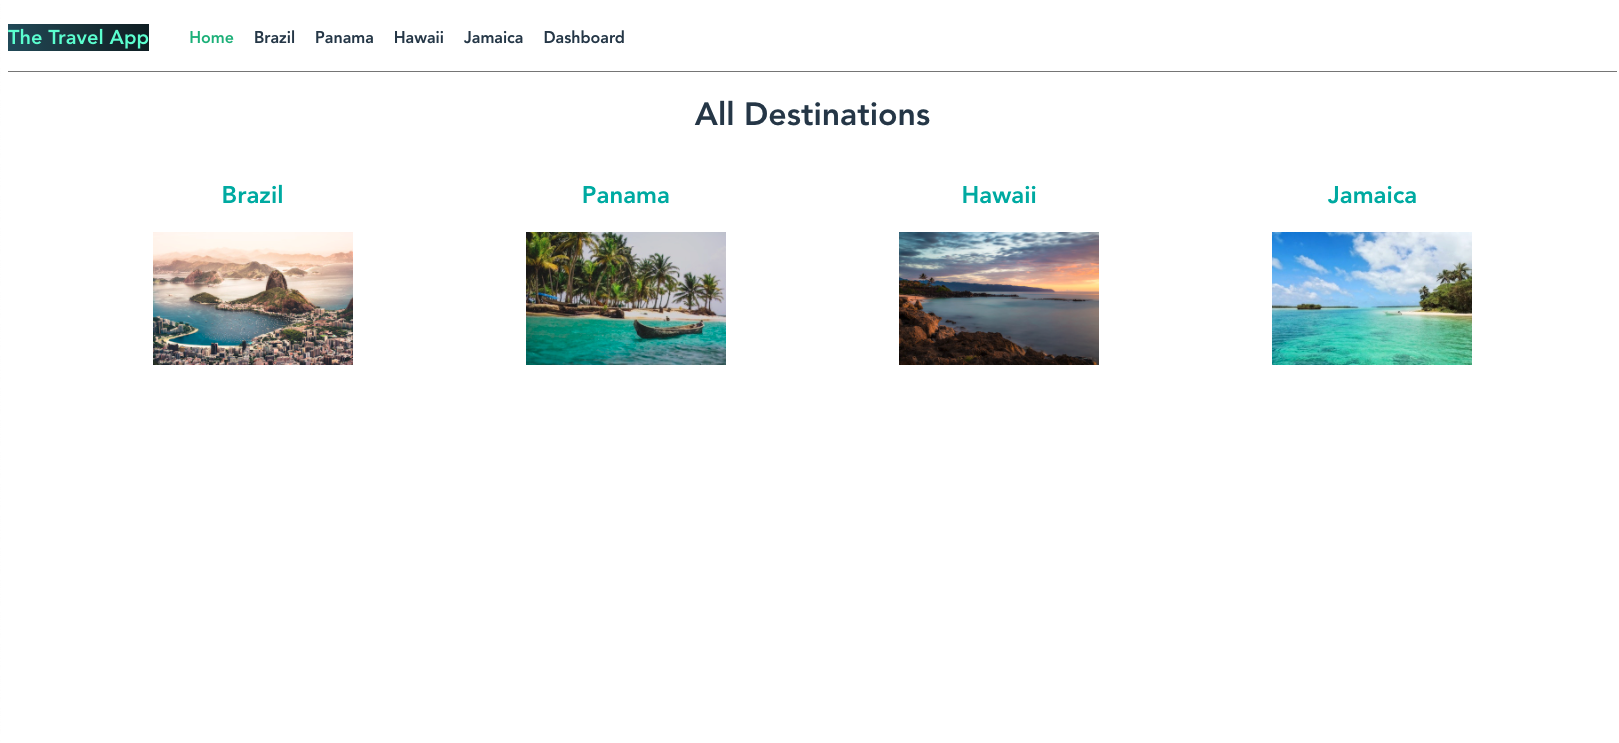 The Travel App Home Brazil Panama Hawaii Jamaica Dashboard
All Destinations
Brazil Panama Hawaii Jamaica